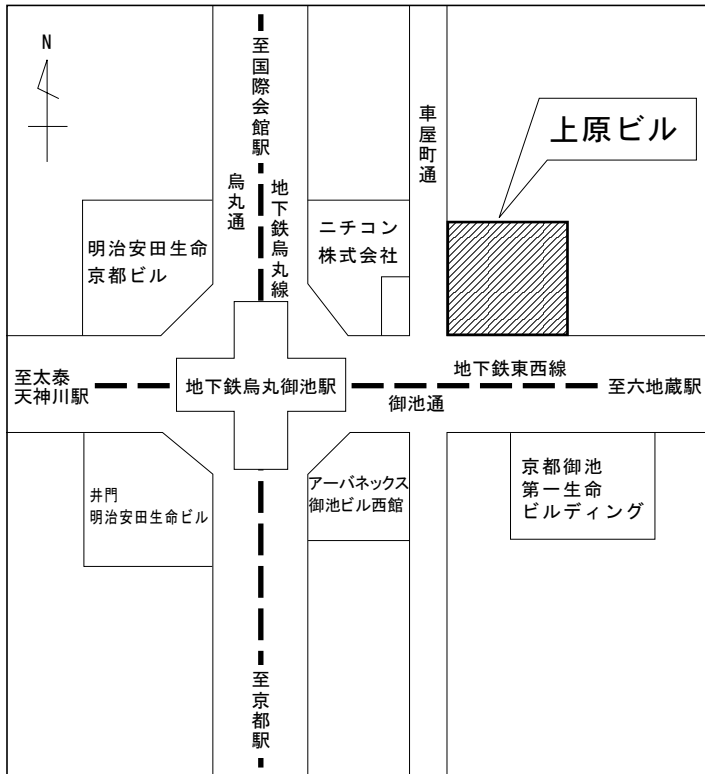 N
至国際会館駅
烏丸通
地下鉄烏丸線
車屋町通
上原ビル
明治安田生命
京都ビル
ニチコン
株式会社
至太秦
天神川駅
地下鉄烏丸御池駅
地下鉄東西線
御池通
至六地蔵駅
井門
明治安田生命ビル
アーバネックス
御池ビル西館
京都御池
第一生命
ビルディング
至京都駅